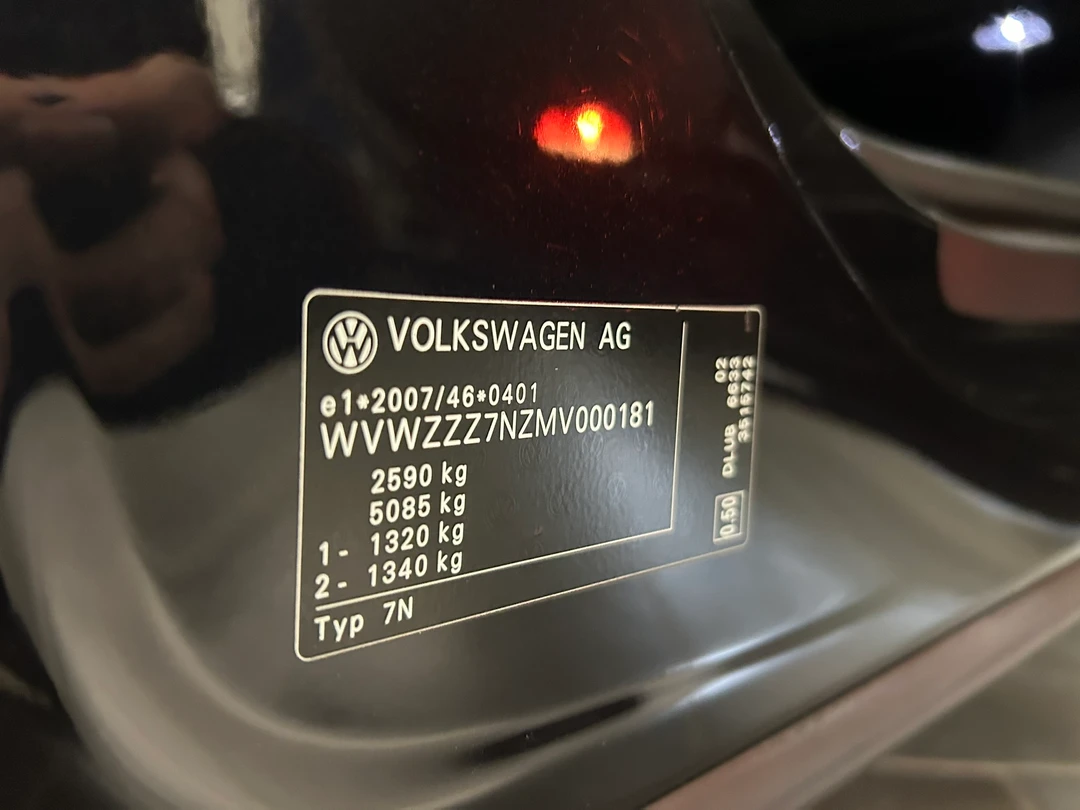 VOLKSWAGEN AG
e1*2007/46*0401
WVWZZZ7NZMV000181
2590 kg
5085 kg
1- 1320 kg
2- 1340 kg
Typ 7N
02
DLUB 6633
3515742
0.50